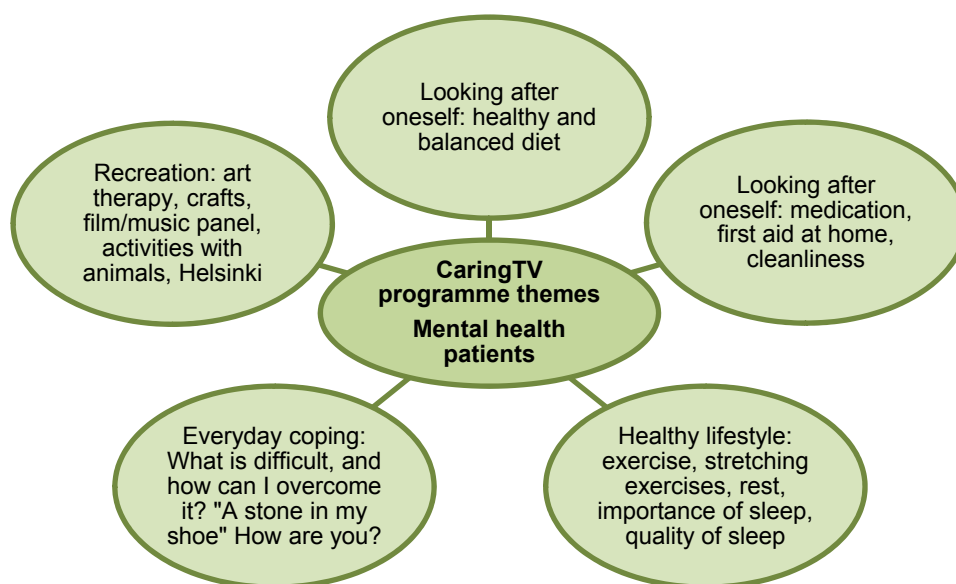 Looking after
oneself: healthy and
balanced diet
Recreation: art
therapy, crafts,
film/music panel,
activities with
animals, Helsinki
Looking after
oneself: medication,
first aid at home,
cleanliness
CaringTV
programme themes
Mental health
patients
Everyday coping:
What is difficult, and
how can I overcome
it? "A stone in my
shoe" How are you?
Healthy lifestyle:
exercise, stretching
exercises, rest,
importance of sleep,
quality of sleep